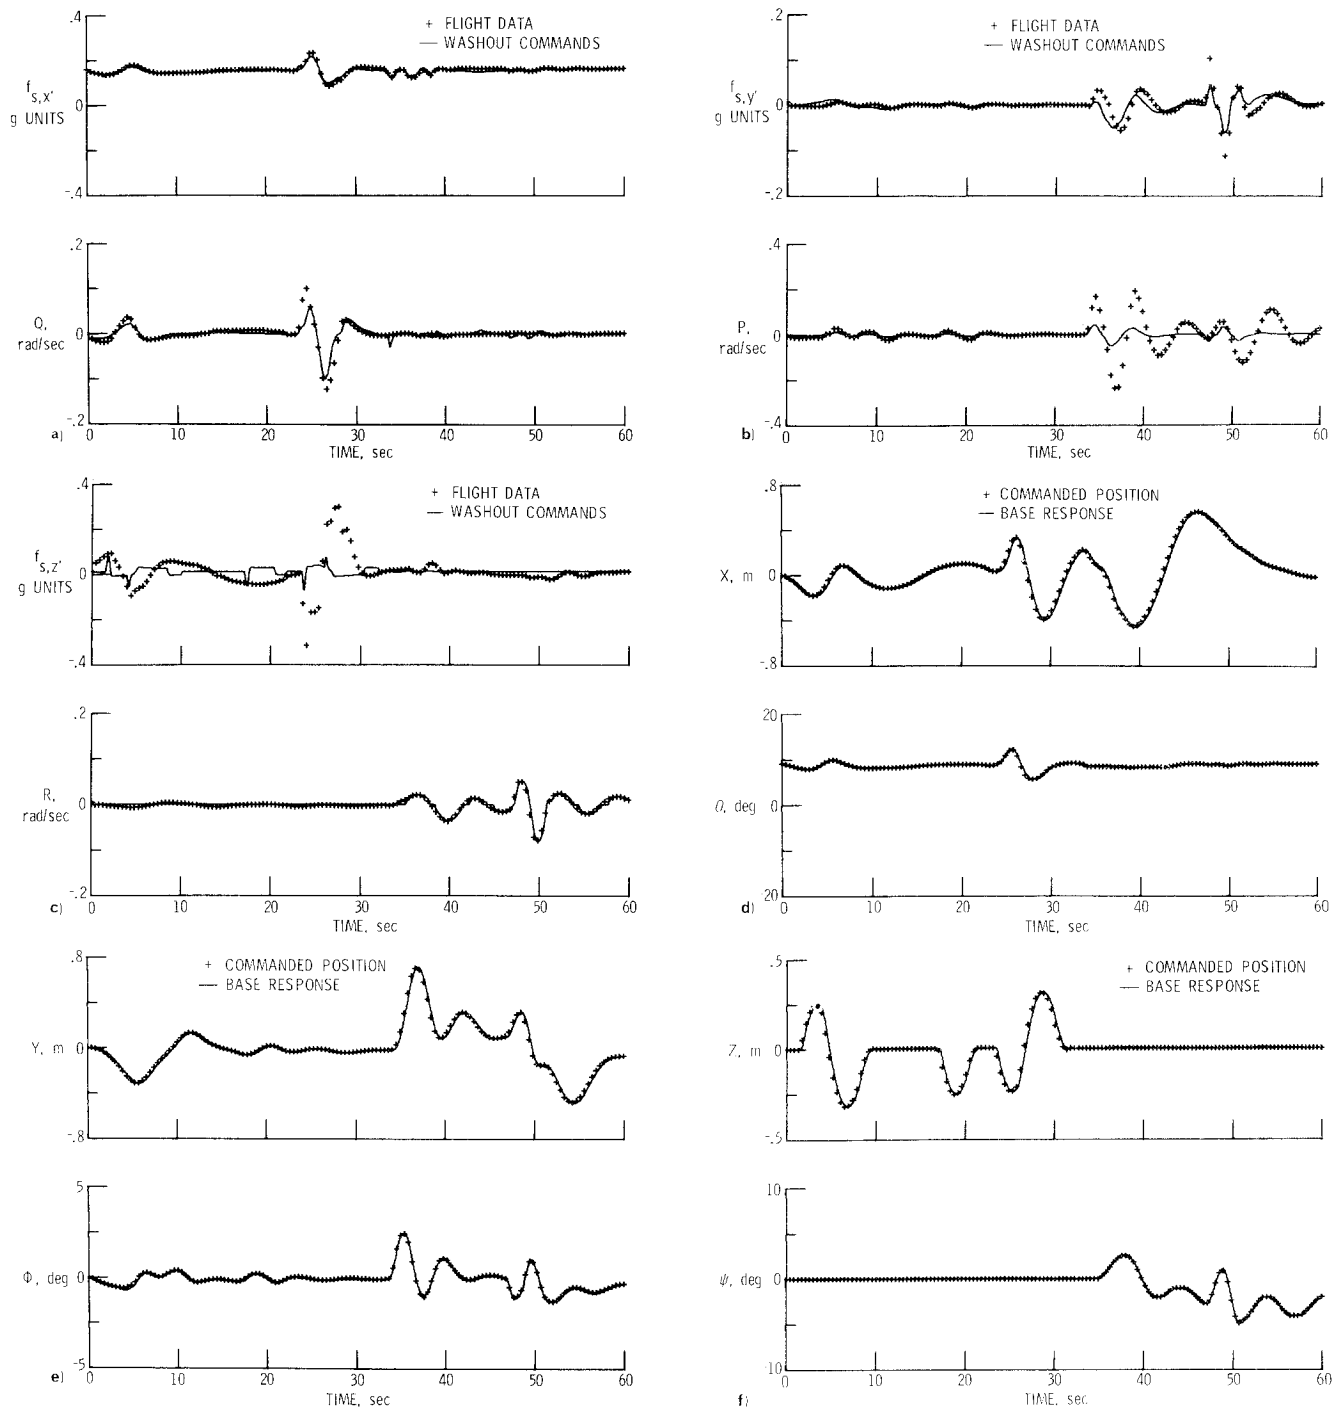 + FLIGHT DATA
— WASHOUT COMMANDS
.4
f s,x'
g UNITS
0
-.4
.2
Q,
rad/sec
0
-.2
a)
0 10 20 30 40 50 60
TIME, sec
+ FLIGHT DATA
— WASHOUT COMMANDS
.2
f s,y'
g UNITS
0
-.2
.4
P,
rad/sec
0
-.4
b)
0 10 20 30 40 50 60
TIME, sec
+ FLIGHT DATA
— WASHOUT COMMANDS
.4
f s,z'
g UNITS
0
-.4
.2
R,
rad/sec
0
-.2
c)
0 10 20 30 40 50 60
TIME, sec
+ COMMANDED POSITION
— BASE RESPONSE
.8
X, m
0
-.8
20
θ, deg
0
20
d)
0 10 20 30 40 50 60
TIME, sec
+ COMMANDED POSITION
— BASE RESPONSE
.8
Y, m
0
-.8
5
Φ, deg
0
-5
e)
0 10 20 30 40 50 60
TIME, sec
+ COMMANDED POSITION
— BASE RESPONSE
.5
Z, m
0
-.5
10
ψ, deg
0
-10
f)
0 10 20 30 40 50 60
TIME, sec